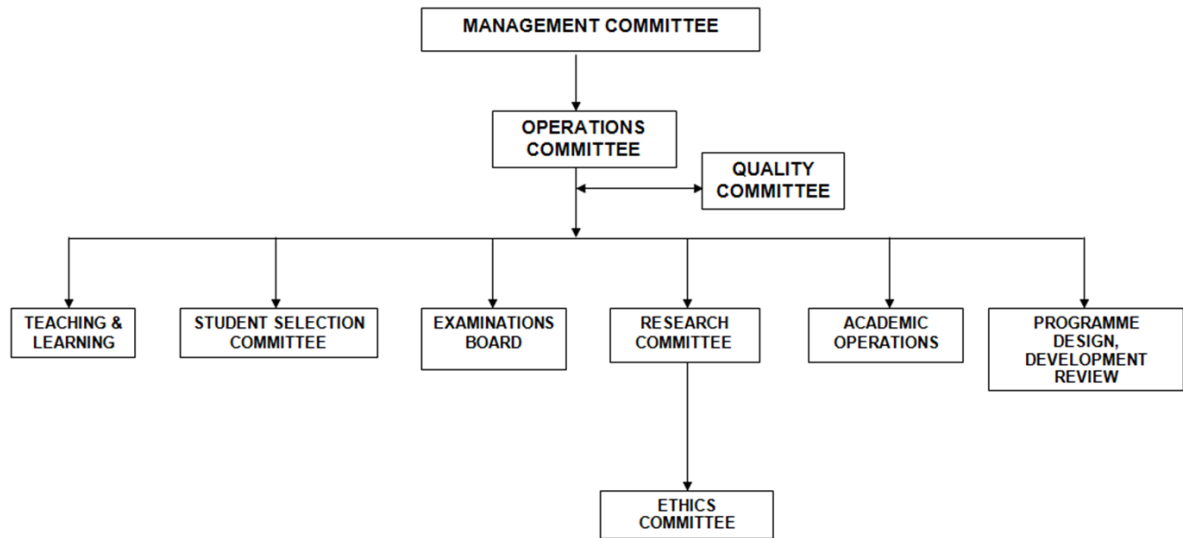 MANAGEMENT COMMITTEE
OPERATIONS
COMMITTEE
QUALITY
COMMITTEE
TEACHING &
LEARNING
STUDENT SELECTION
COMMITTEE
EXAMINATIONS
BOARD
RESEARCH
COMMITTEE
ACADEMIC
OPERATIONS
PROGRAMME
DESIGN,
DEVELOPMENT
REVIEW
ETHICS
COMMITTEE